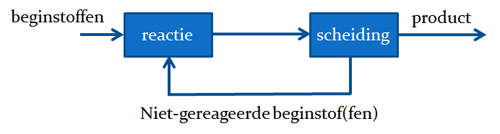 beginstoffen
product
reactie
scheiding
Niet-gereageerde beginstof(fen)